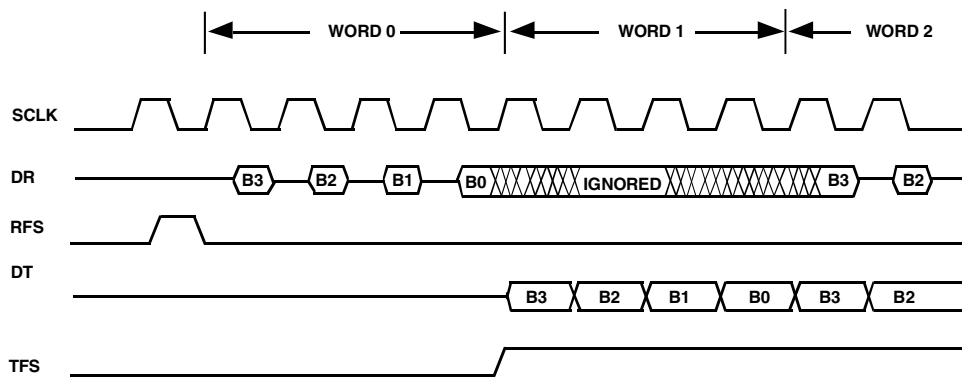 WORD 0 WORD 1 WORD 2
SCLK
DR B3 B2 B1 B0 IGNORED B3 B2
RFS
DT
B3 B2 B1 B0 B3 B2
TFS